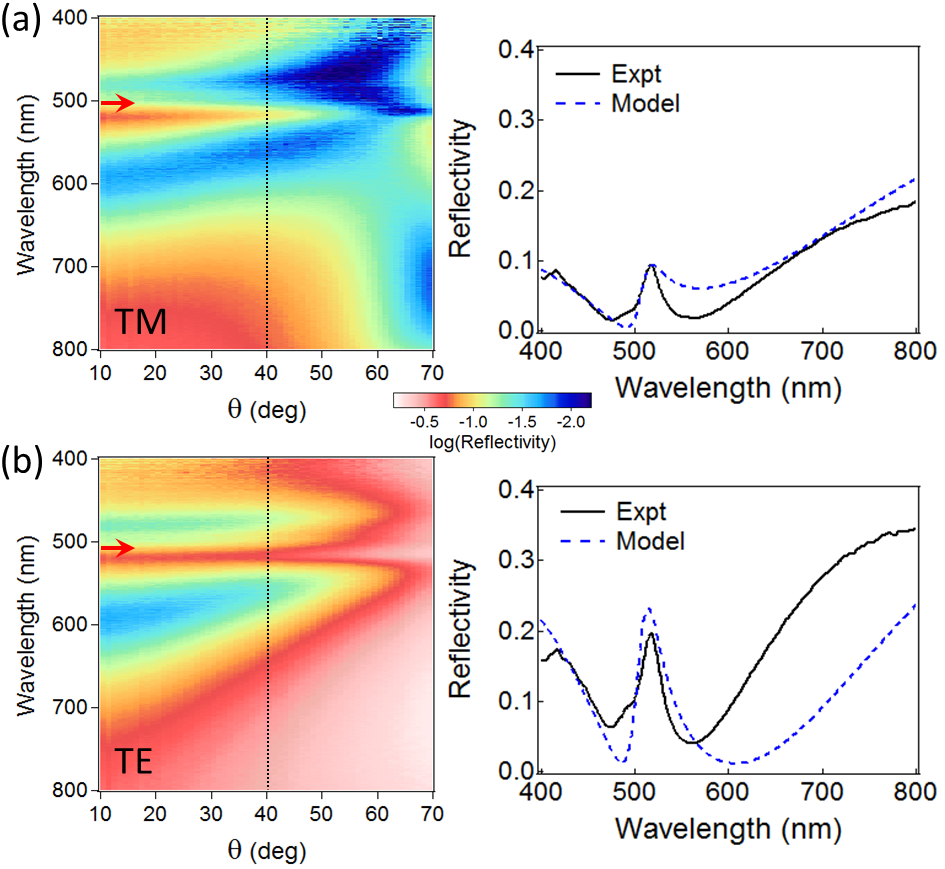 (a)
400
500
600
700
800
Wavelength (nm)
TM
10 20 30 40 50 60 70
θ (deg)
0.4
0.3
0.2
0.1
0.0
Reflectivity
Expt
Model
400 500 600 700 800
Wavelength (nm)
-0.5 -1.0 -1.5 -2.0
log(Reflectivity)
(b)
400
500
600
700
800
Wavelength (nm)
TE
10 20 30 40 50 60 70
θ (deg)
0.4
0.3
0.2
0.1
0.0
Reflectivity
Expt
Model
400 500 600 700 800
Wavelength (nm)